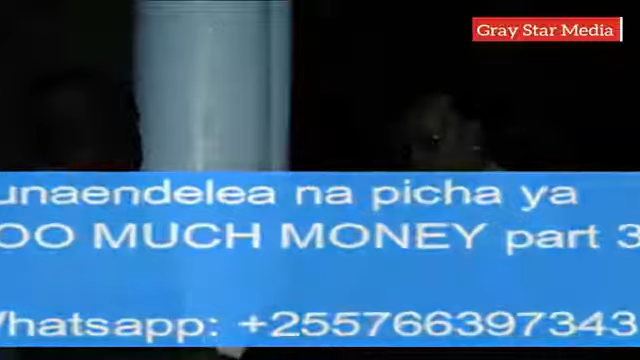 Gray Star Media
unaendelea na picha ya
OO MUCH MONEY part 3
hatsapp: +255766397343